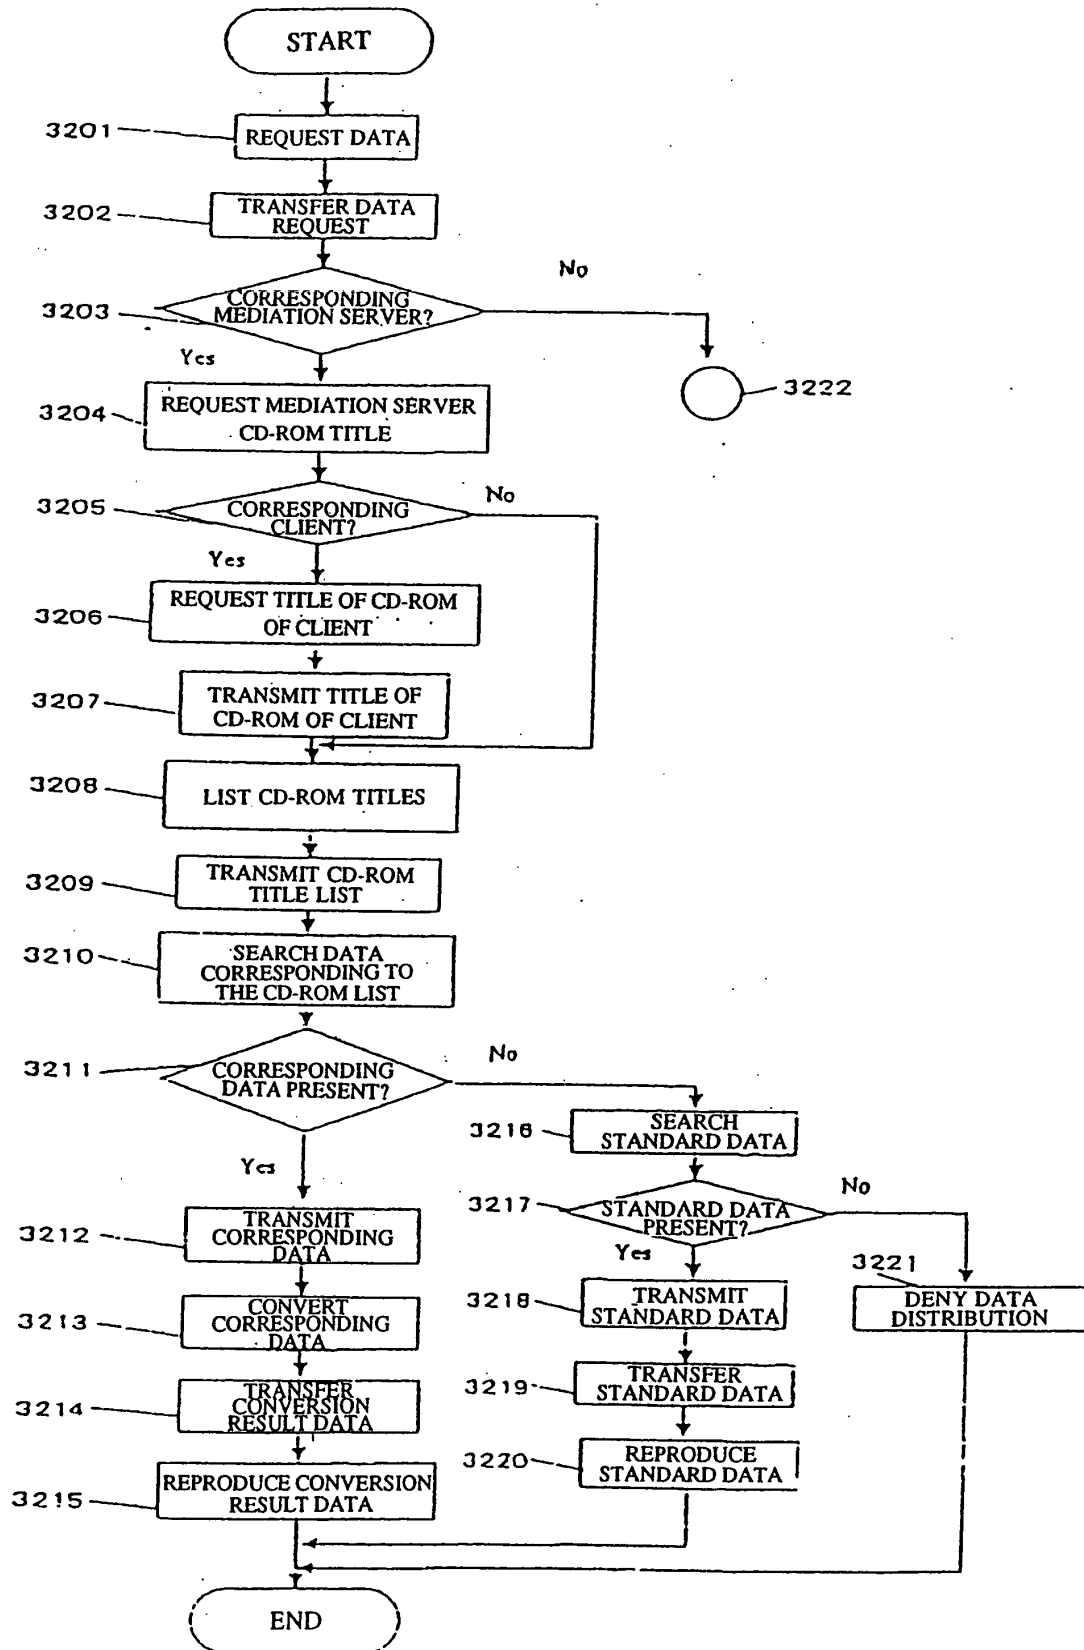 START
3201
REQUEST DATA
3202
TRANSFER DATA
REQUEST
No
3203
CORRESPONDING
MEDIATION SERVER?
Yes
3222
3204
REQUEST MEDIATION SERVER
CD-ROM TITLE
No
3205
CORRESPONDING
CLIENT?
Yes
3206
REQUEST TITLE OF CD-ROM
OF CLIENT
3207
TRANSMIT TITLE OF
CD-ROM OF CLIENT
3208
LIST CD-ROM TITLES
3209
TRANSMIT CD-ROM
TITLE LIST
3210
SEARCH DATA
CORRESPONDING TO
THE CD-ROM LIST
No
3211
CORRESPONDING
DATA PRESENT?
Yes
3216
SEARCH
STANDARD DATA
No
3217
STANDARD DATA
PRESENT?
Yes
3212
TRANSMIT
CORRESPONDING
DATA
3218
TRANSMIT
STANDARD DATA
3221
DENY DATA
DISTRIBUTION
3213
CONVERT
CORRESPONDING
DATA
3219
TRANSFER
STANDARD DATA
3214
TRANSFER
CONVERSION
RESULT DATA
3220
REPRODUCE
STANDARD DATA
3215
REPRODUCE CONVERSION
RESULT DATA
END